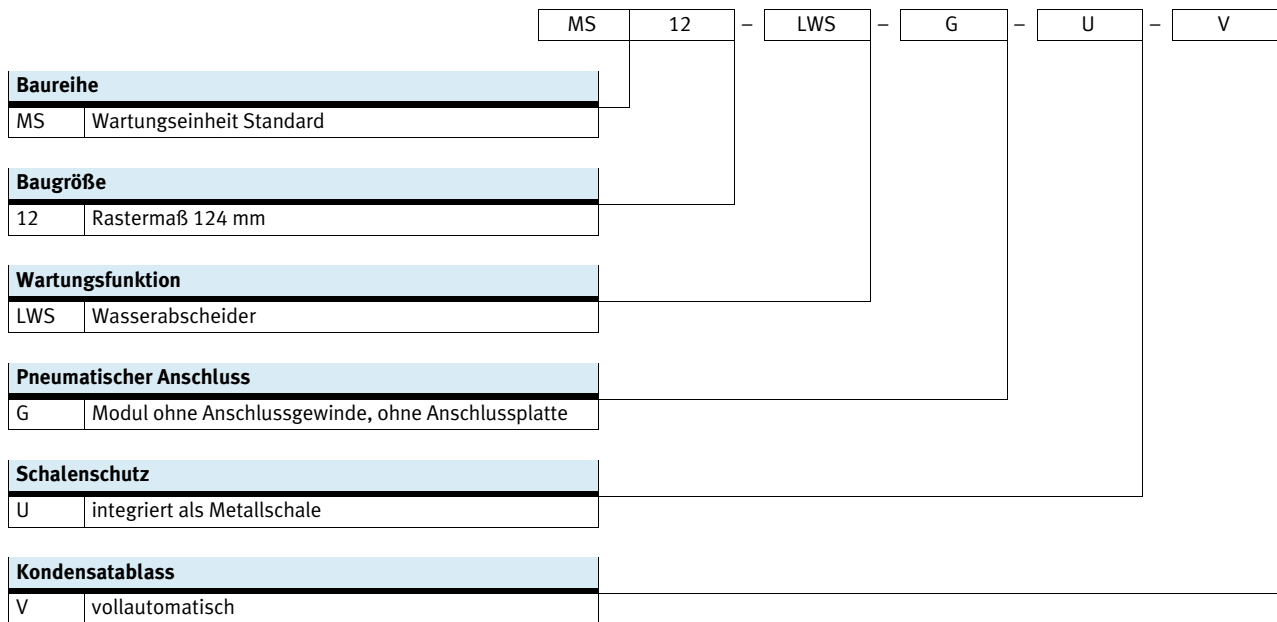 MS 12 – LWS – G – U – V
Baureihe
MS Wartungseinheit Standard
Baugröße
12 Rastermaß 124 mm
Wartungsfunktion
LWS Wasserabscheider
Pneumatischer Anschluss
G Modul ohne Anschlussgewinde, ohne Anschlussplatte
Schalenschutz
U integriert als Metallschale
Kondensatablass
V vollautomatisch